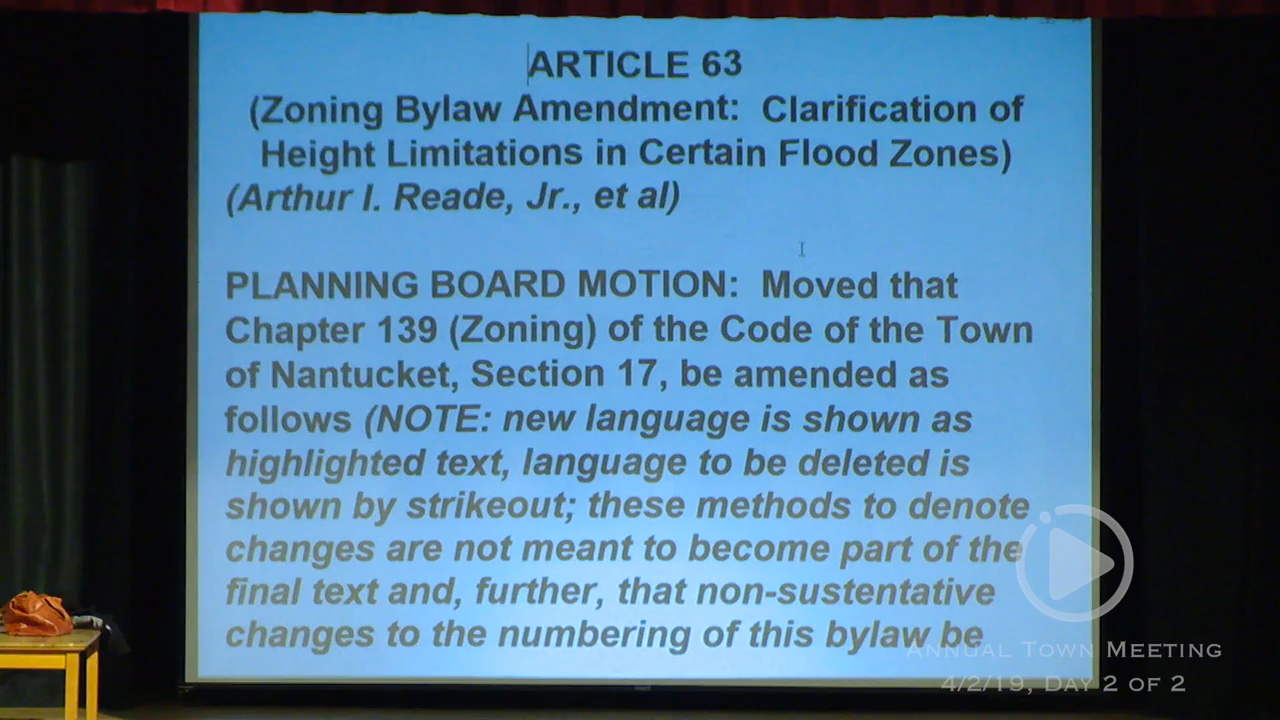 ARTICLE 63
(Zoning Bylaw Amendment: Clarification of
Height Limitations in Certain Flood Zones)
(Arthur I. Reade, Jr., et al)
PLANNING BOARD MOTION: Moved that
Chapter 139 (Zoning) of the Code of the Town
of Nantucket, Section 17, be amended as
follows (NOTE: new language is shown as
highlighted text, language to be deleted is
shown by strikeout; these methods to denote
changes are not meant to become part of the
final text and, further, that non-sustentative
changes to the numbering of this bylaw be
Annual Town Meeting
4/2/19, Day 2 of 2